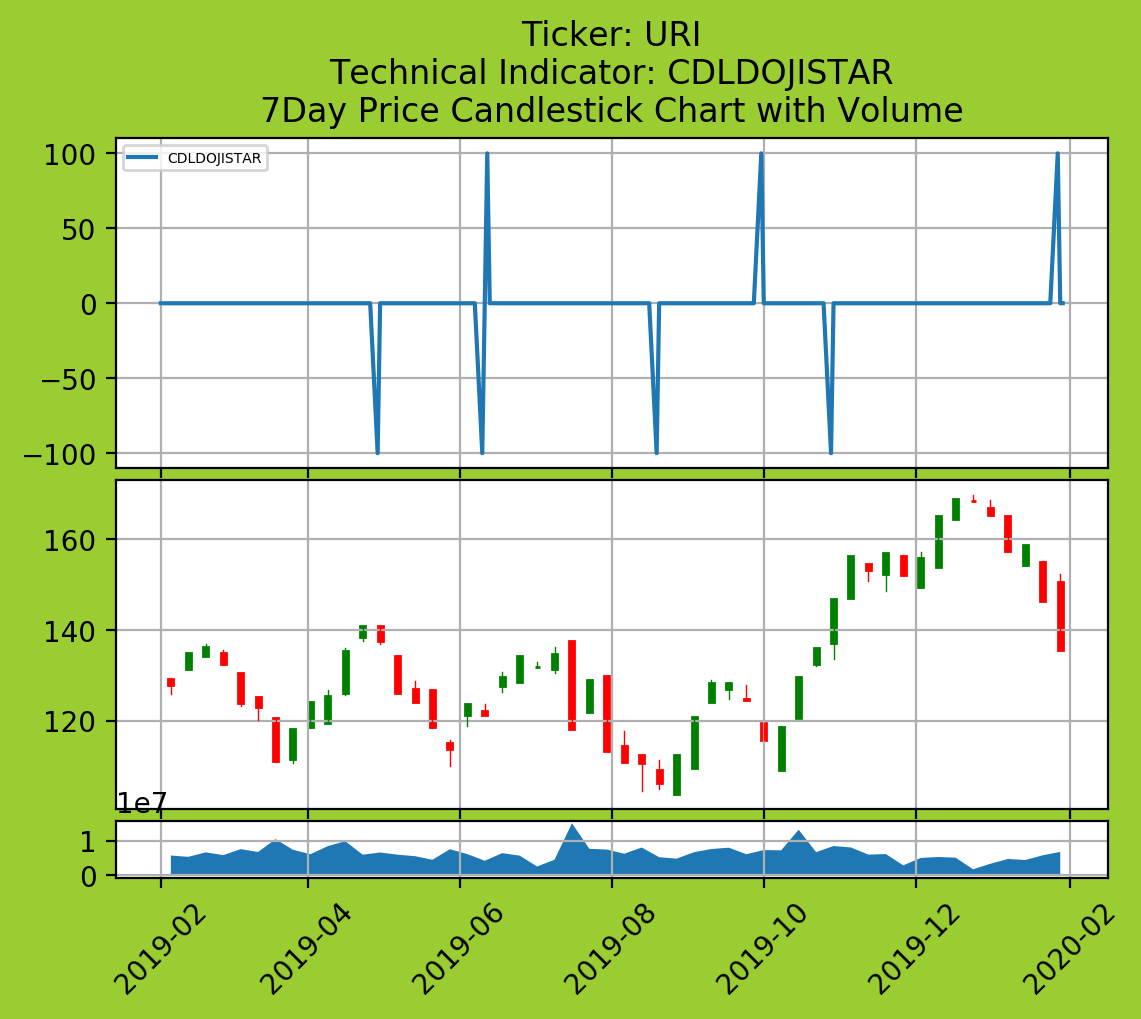 Ticker: URI
Technical Indicator: CDLDOJISTAR
7Day Price Candlestick Chart with Volume
100
CDLDOJISTAR
50
0
−50
−100
160
140
120
1e7
1
0
2019-02 2019-04 2019-06 2019-08 2019-10 2019-12 2020-02